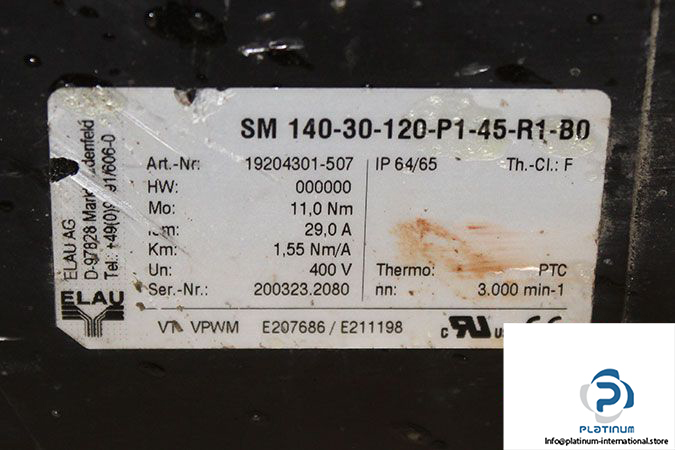 SM 140-30-120-P1-45-R1-B0
Art.-Nr: 19204301-507 IP 64/65 Th.-Cl.: F
HW: 000000
Mo: 11,0 Nm
29,0 A
Km: 1,55 Nm/A
Un: 400 V Thermo: PTC
Ser.-Nr.: 200323.2080 nn: 3.000 min-1
VPWM E207686 / E211198
ELAU AG
D-97828
Tel.:
ELAU
PLATINUM
Info@platinum-international.store